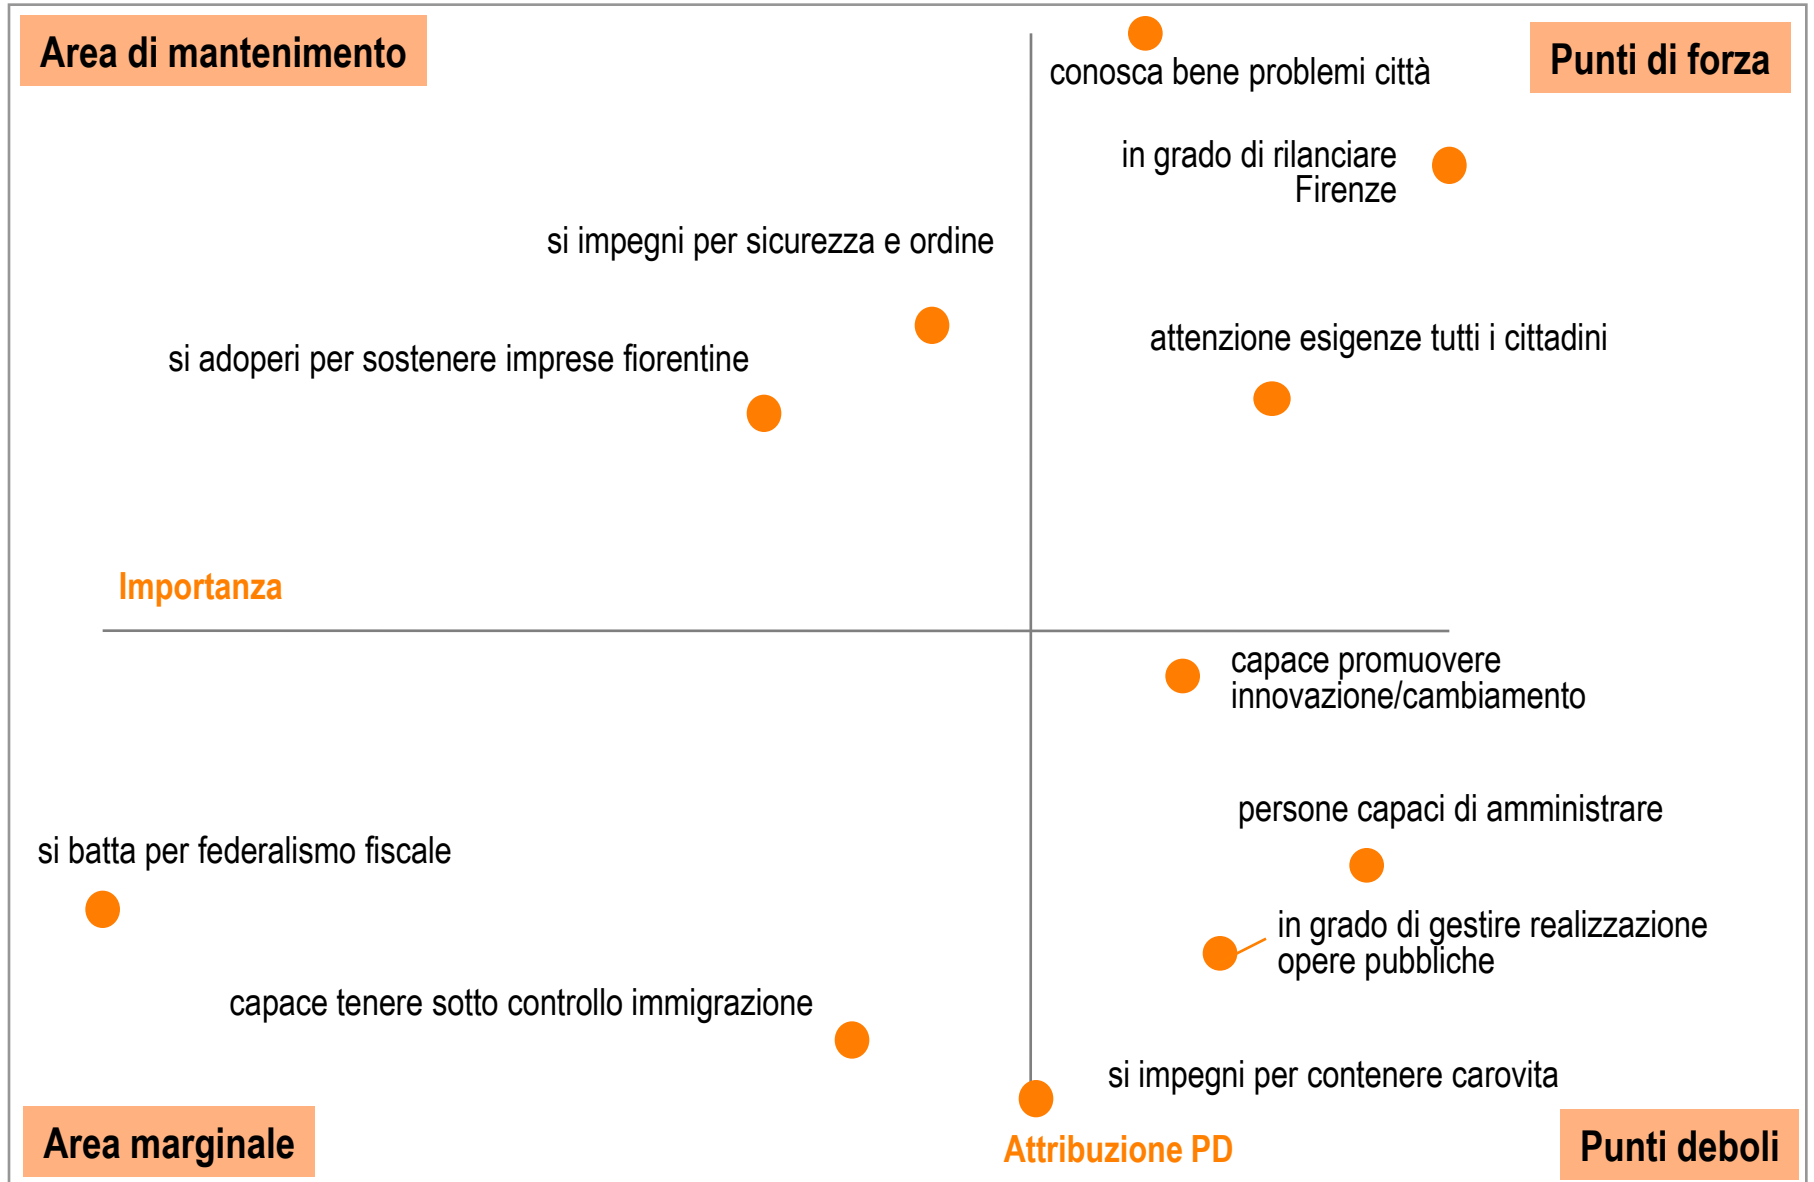 Area di mantenimento
Punti di forza
conosca bene problemi città
in grado di rilanciare
Firenze
si impegni per sicurezza e ordine
attenzione esigenze tutti i cittadini
si adoperi per sostenere imprese fiorentine
Importanza
capace promuovere
innovazione/cambiamento
persone capaci di amministrare
si batta per federalismo fiscale
in grado di gestire realizzazione
opere pubbliche
capace tenere sotto controllo immigrazione
si impegni per contenere carovita
Area marginale
Attribuzione PD
Punti deboli